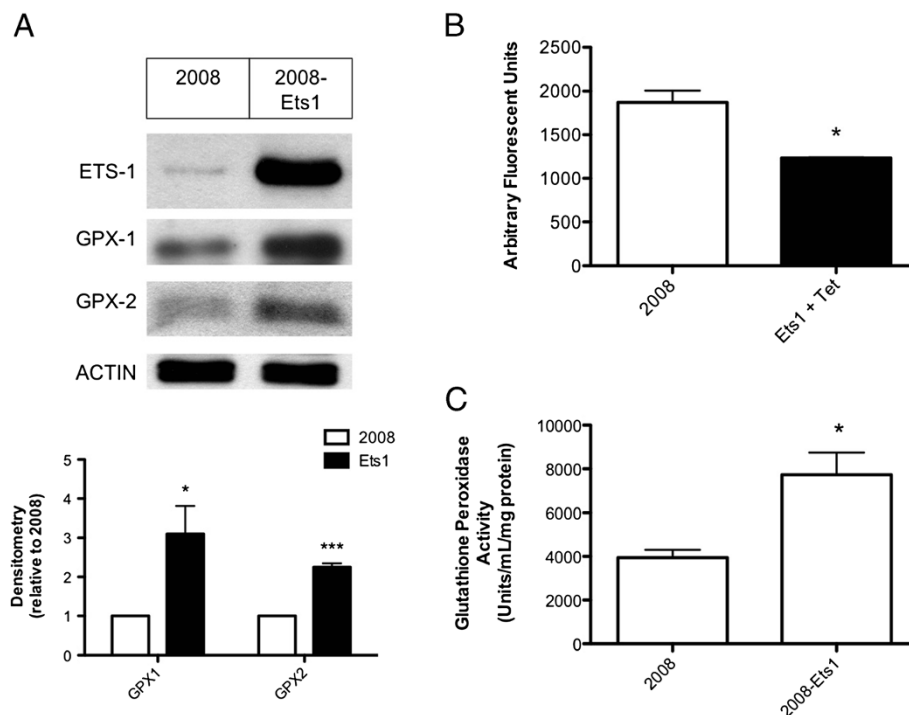 A
2008
2008-
Ets1
ETS-1
GPX-1
GPX-2
ACTIN
2008
Ets1
Densitometry
(relative to 2008)
5
4
3
2
1
0
*
***
GPX1
GPX2
B
Arbitrary Fluorescent Units
2500
2000
1500
1000
500
0
*
2008
Ets1 + Tet
C
Glutathione Peroxidase
Activity
(Units/mL/mg protein)
10000
8000
6000
4000
2000
0
*
2008
2008-Ets1